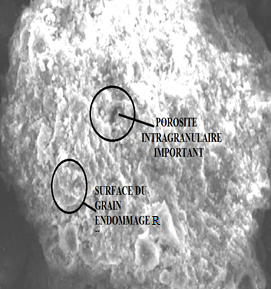 POROSITE
INTRAGRANULAIRE
IMPORTANT
SURFACE DU
GRAIN
ENDOMMAGER